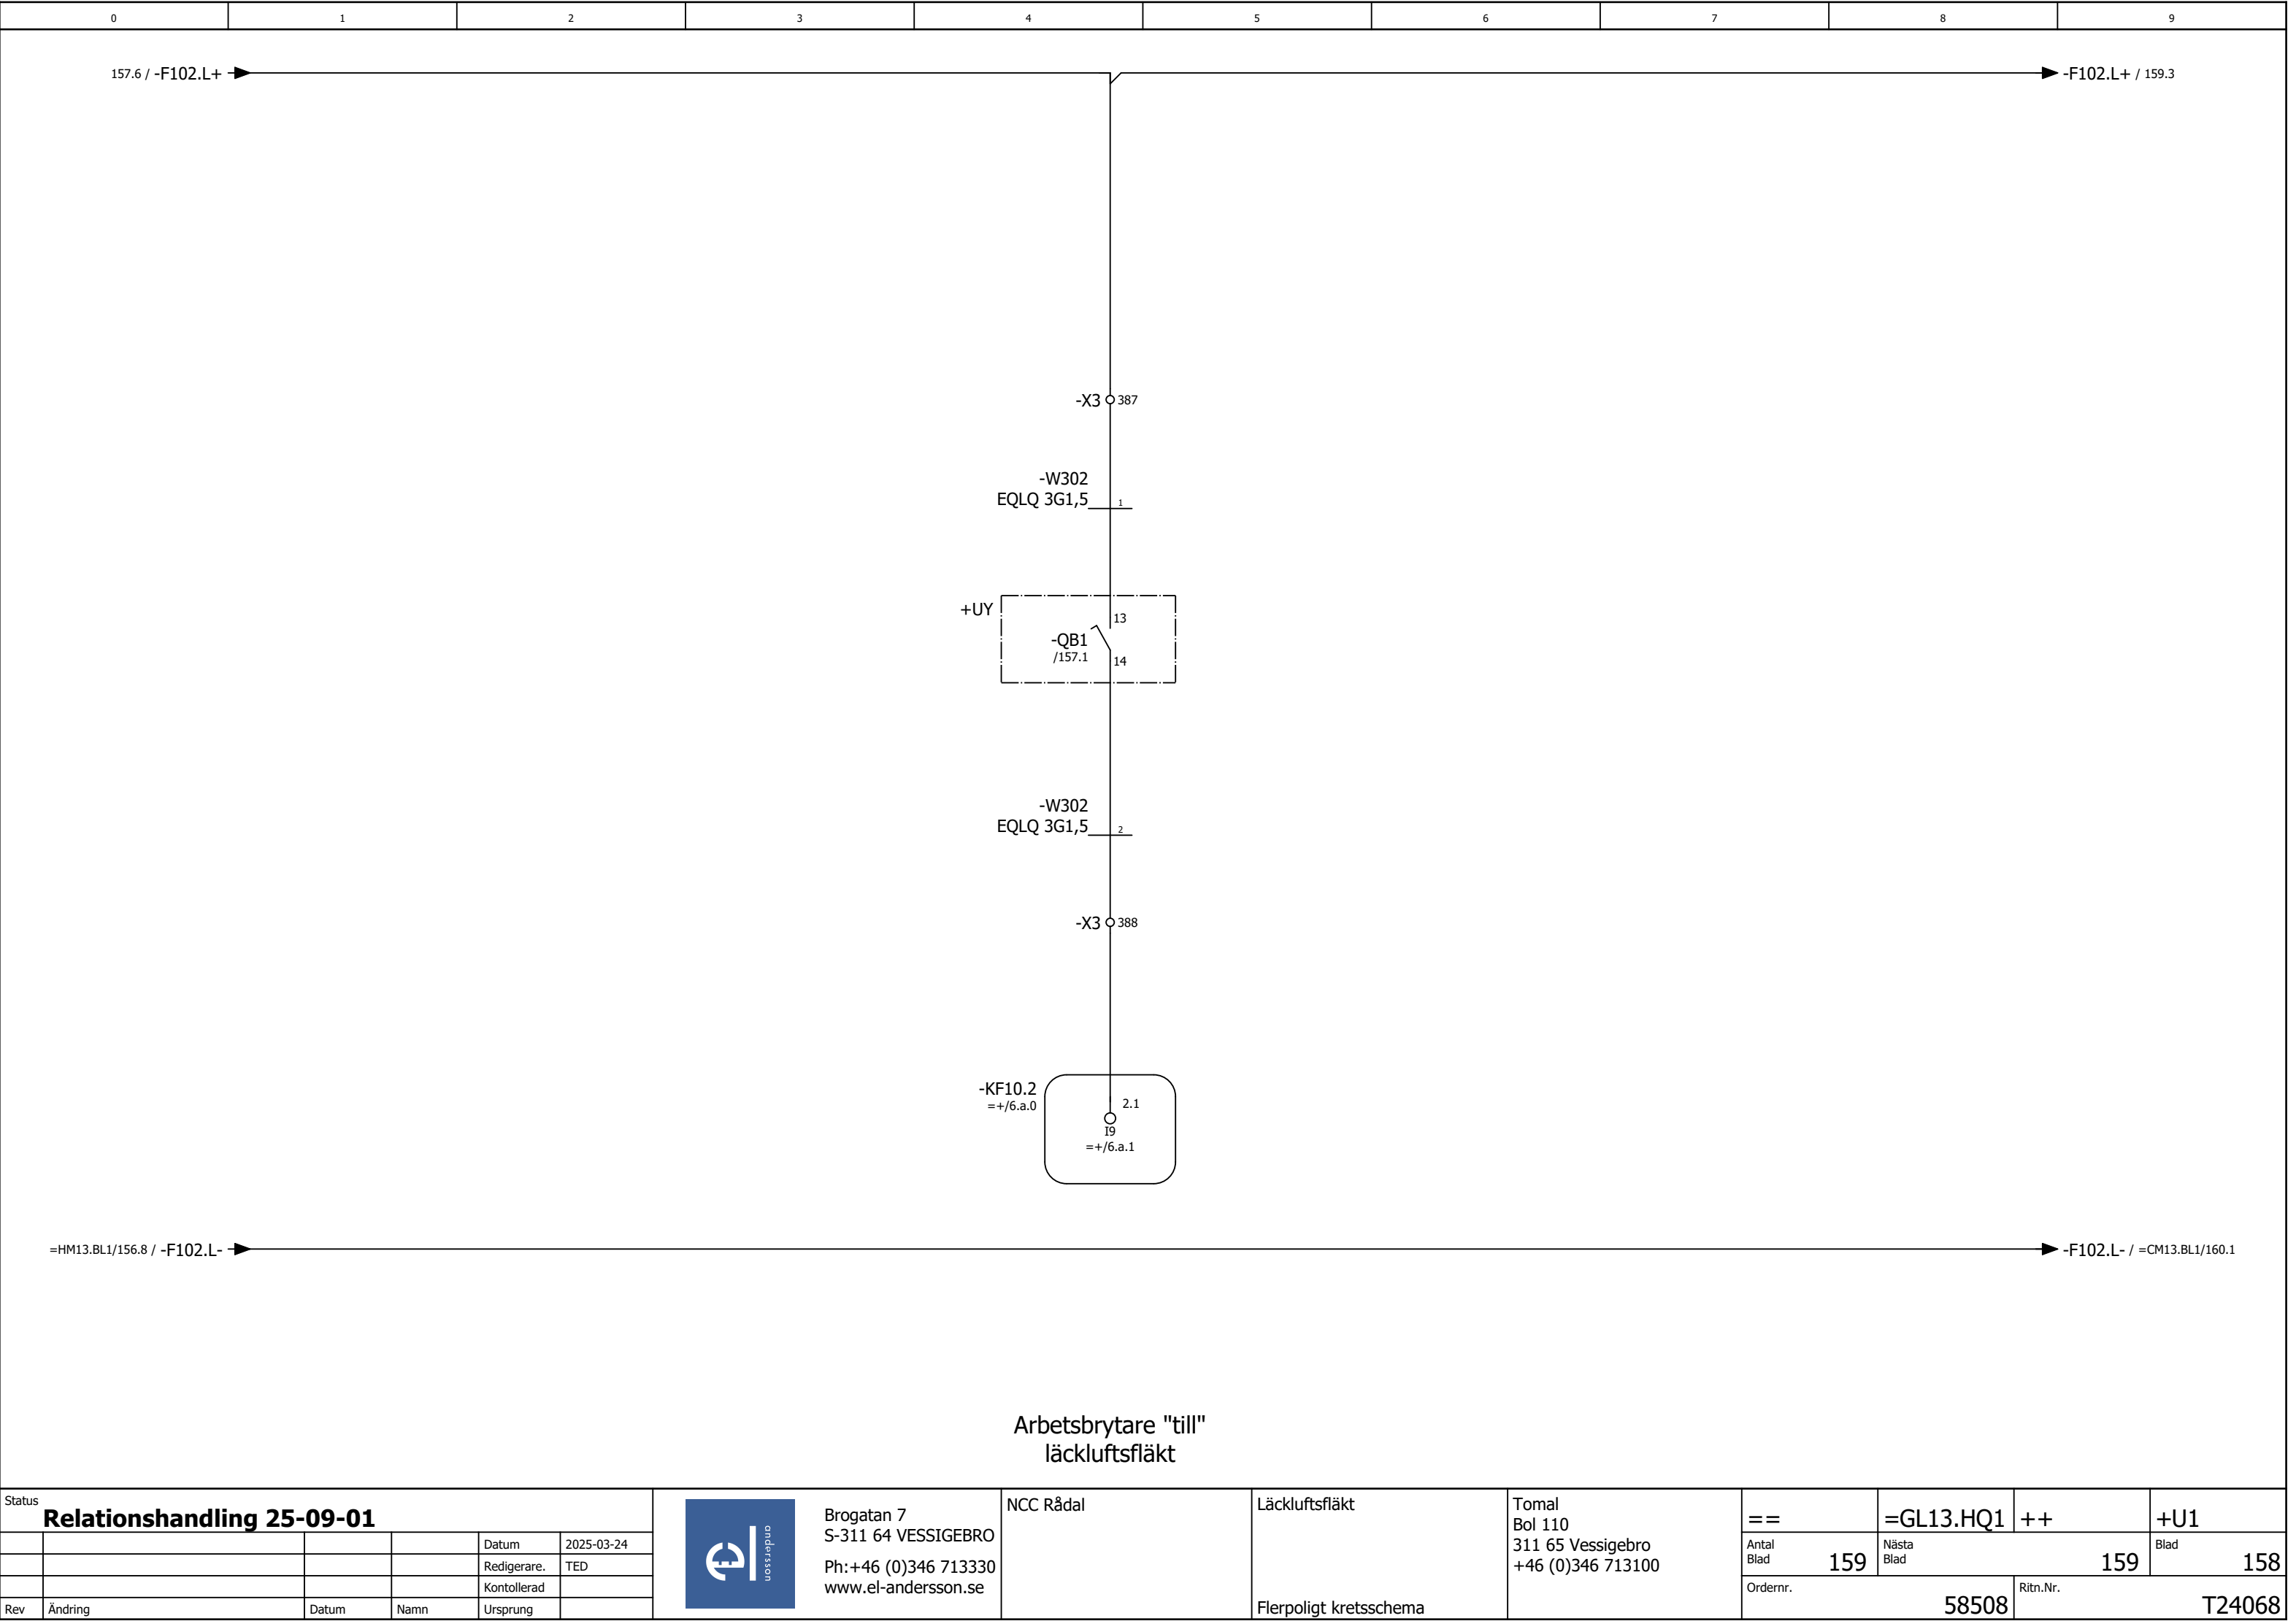 0 1 2 3 4 5 6 7 8 9
157.6 / -F102.L+
-F102.L+ / 159.3
-X3 387
-W302
EQLQ 3G1,5 1
+UY
13
-QB1
/157.1
14
-W302
EQLQ 3G1,5 2
-X3 388
-KF10.2
=+/6.a.0
2.1
I9
=+/6.a.1
=HM13.BL1/156.8 / -F102.L-
-F102.L- / =CM13.BL1/160.1
Arbetsbrytare "till"
läckluftsfläkt
Status
Relationshandling 25-09-01
Datum 2025-03-24
Redigerare. TED
Kontollerad
Rev Ändring Datum Namn Ursprung
el andersson
Brogatan 7
S-311 64 VESSIGEBRO
Ph:+46 (0)346 713330
www.el-andersson.se
NCC Rådal
Läckluftsfläkt
Flerpoligt kretsschema
Tomal
Bol 110
311 65 Vessigebro
+46 (0)346 713100
== =GL13.HQ1 ++ +U1
Antal Blad 159
Nästa Blad 159
Blad 158
Ordernr. 58508
Ritn.Nr. T24068